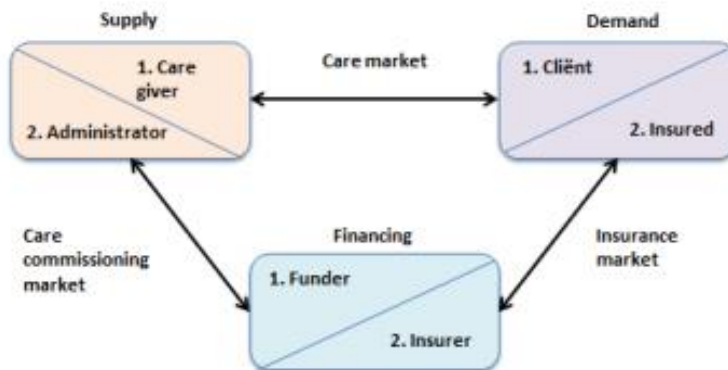 Supply
Demand
1. Care
giver
2. Administrator
Care market
1. Cliënt
2. Insured
Care
commissioning
market
Financing
Insurance
market
1. Funder
2. Insurer